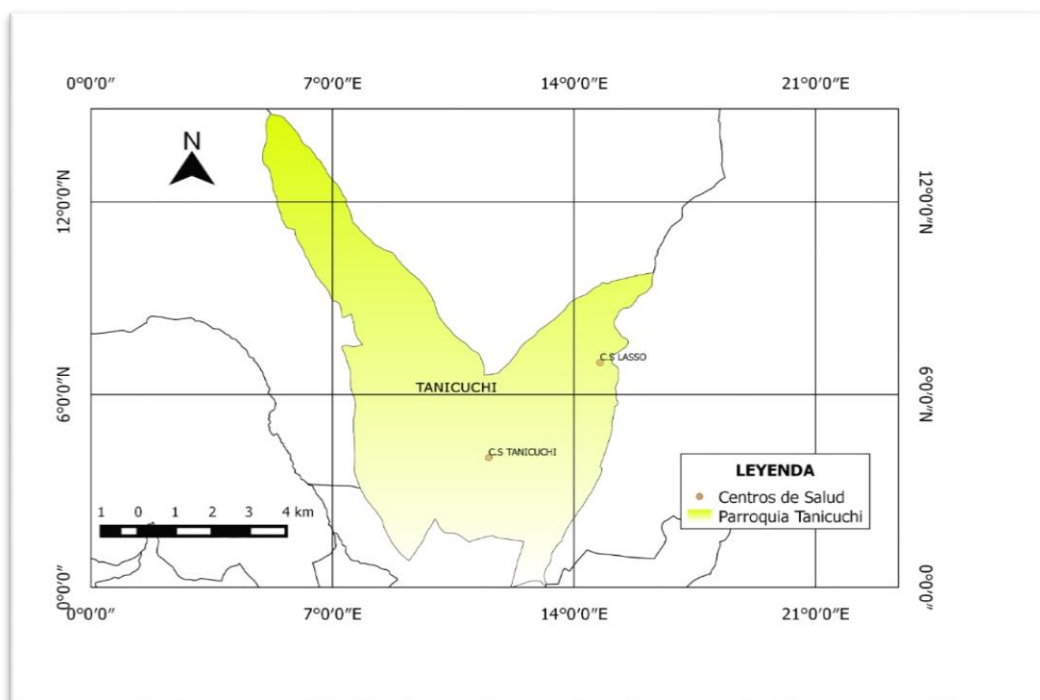 0°0'0" 7°0'0"E 14°0'0"E 21°0'0"E
N
12°0'0"N
12°0'0"N
C.S LASSO
TANICUCHI
6°0'0"N
6°0'0"N
C.S TANICUCHI
LEYENDA
Centros de Salud
Parroquia Tanicuchi
1 0 1 2 3 4 km
0°0'0"
0°0'0"
0°0'0" 7°0'0"E 14°0'0"E 21°0'0"E